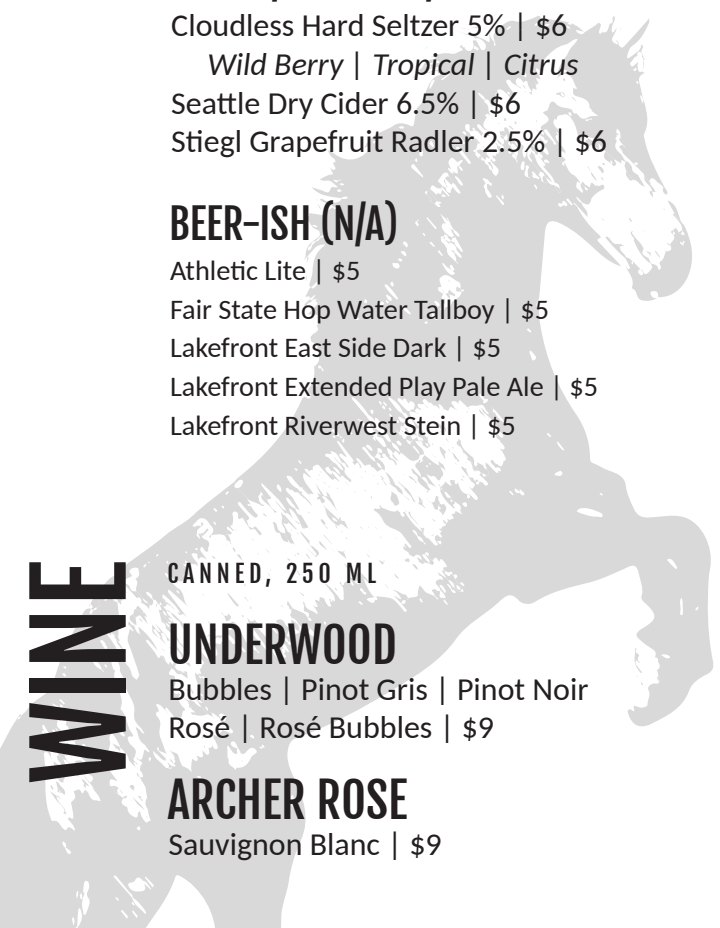 Cloudless Hard Seltzer 5% | $6
Wild Berry | Tropical | Citrus
Seattle Dry Cider 6.5% | $6
Stiegl Grapefruit Radler 2.5% | $6
BEER-ISH (N/A)
Athletic Lite | $5
Fair State Hop Water Tallboy | $5
Lakefront East Side Dark | $5
Lakefront Extended Play Pale Ale | $5
Lakefront Riverwest Stein | $5
WINE
CANNED, 250 ML
UNDERWOOD
Bubbles | Pinot Gris | Pinot Noir
Rosé | Rosé Bubbles | $9
ARCHER ROSE
Sauvignon Blanc | $9